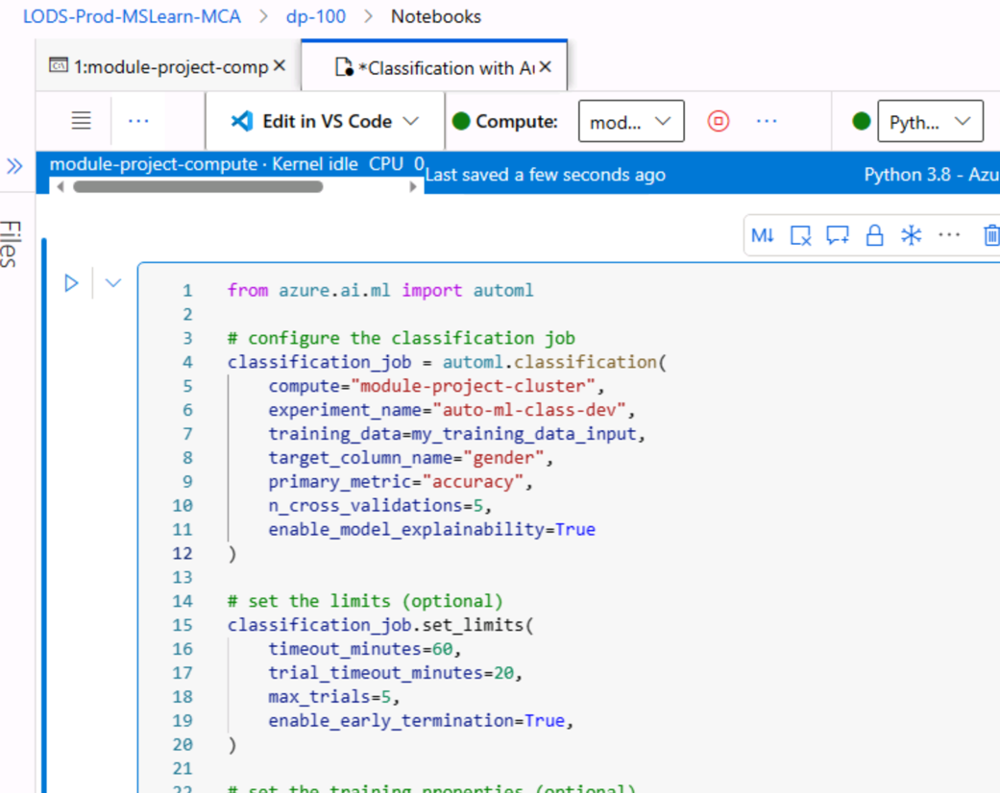 LODS-Prod-MSLearn-MCA > dp-100 > Notebooks
1:module-project-comp × *Classification with Au ×
Edit in VS Code Compute: mod... Pyth...
module-project-compute · Kernel idle CPU 0 Last saved a few seconds ago Python 3.8 - Azu
Files
M↓
1 from azure.ai.ml import automl
2
3 # configure the classification job
4 classification_job = automl.classification(
5 compute="module-project-cluster",
6 experiment_name="auto-ml-class-dev",
7 training_data=my_training_data_input,
8 target_column_name="gender",
9 primary_metric="accuracy",
10 n_cross_validations=5,
11 enable_model_explainability=True
12 )
13
14 # set the limits (optional)
15 classification_job.set_limits(
16 timeout_minutes=60,
17 trial_timeout_minutes=20,
18 max_trials=5,
19 enable_early_termination=True,
20 )
21
22 # set the training properties (optional)